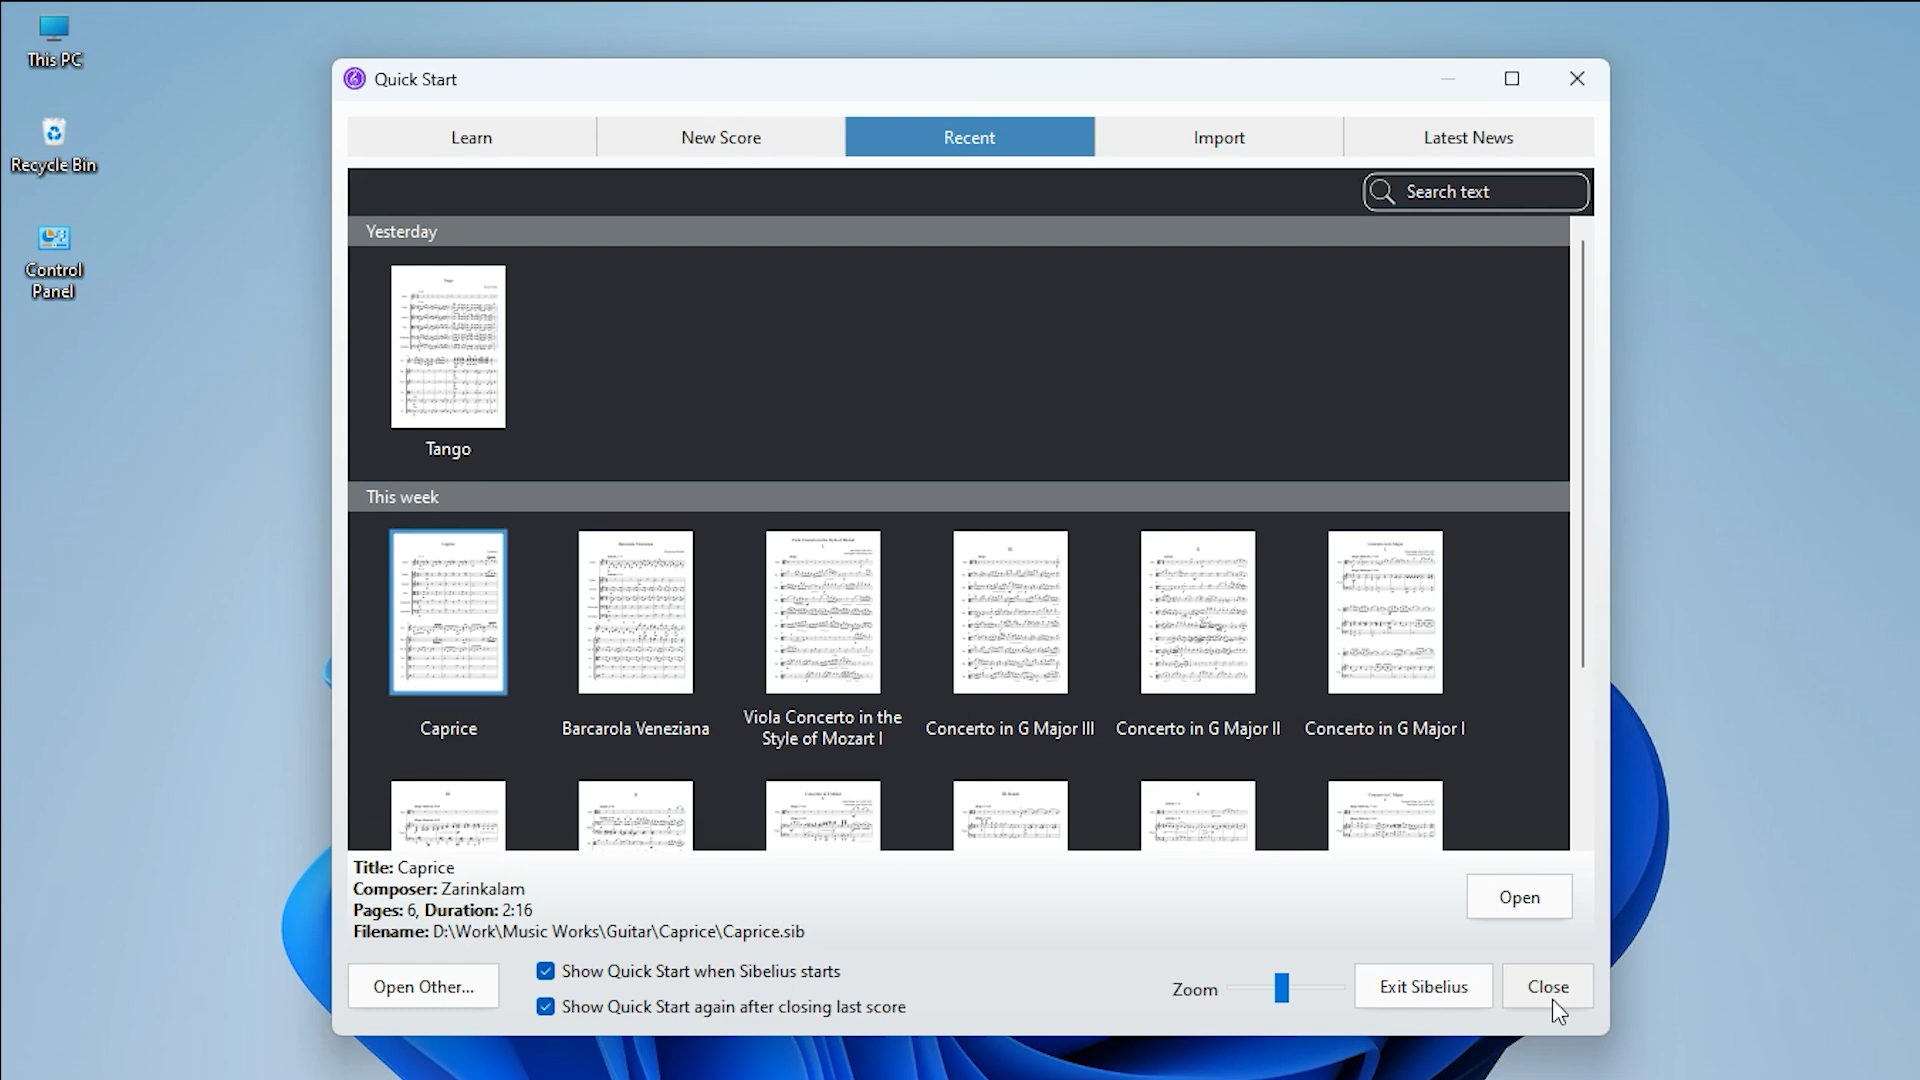 This PC
Recycle Bin
Control
Panel
Quick Start
Learn
New Score
Recent
Import
Latest News
Search text
Yesterday
Tango
This week
Caprice
Barcarola Veneziana
Viola Concerto in the
Style of Mozart I
Concerto in G Major III
Concerto in G Major II
Concerto in G Major I
Title: Caprice
Composer: Zarinkalam
Pages: 6, Duration: 2:16
Filename: D:\Work\Music Works\Guitar\Caprice\Caprice.sib
Open
Open Other...
Show Quick Start when Sibelius starts
Show Quick Start again after closing last score
Zoom
Exit Sibelius
Close